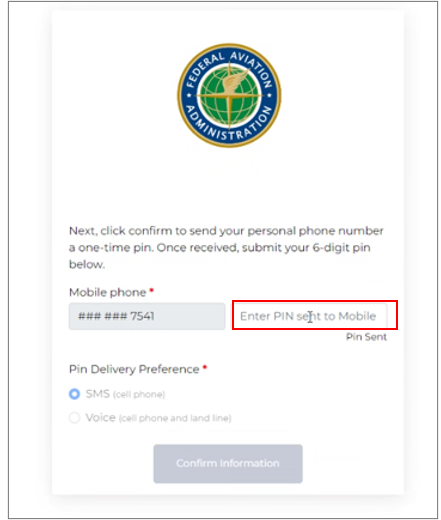 FEDERAL AVIATION
ADMINISTRATION
Next, click confirm to send your personal phone number
a one-time pin. Once received, submit your 6-digit pin
below.
Mobile phone *
### ### 7541
Enter PIN sent to Mobile
Pin Sent
Pin Delivery Preference *
SMS (cell phone)
Voice (cell phone and land line)
Confirm Information